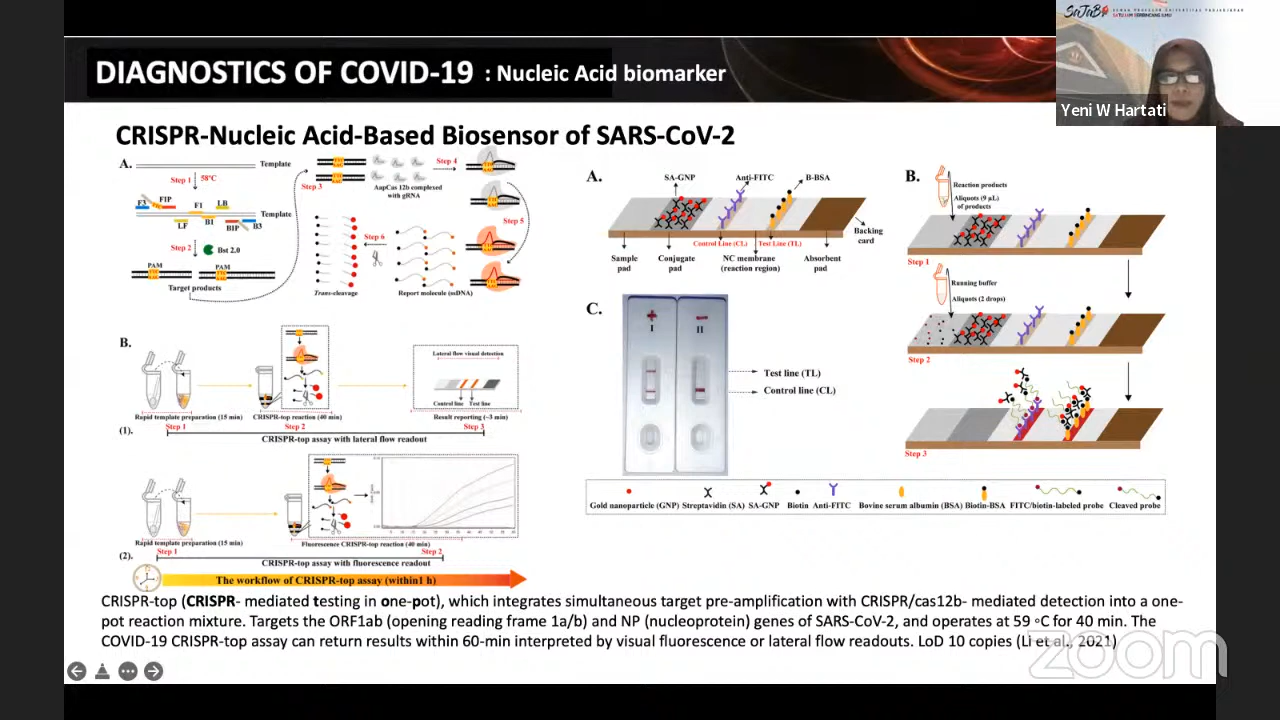 SATU JAM BERBINCANG ILMU
Yeni W Hartati
DIAGNOSTICS OF COVID-19 : Nucleic Acid biomarker
CRISPR-Nucleic Acid-Based Biosensor of SARS-CoV-2
A.
Template
Step 1
58°C
F3
F1P
F1
LB
Template
LF
B1
B1P
B3
Step 2
Bst 2.0
PAM
PAM
Target products
Step 3
AapCas 12b complexed
with gRNA
Step 4
Step 5
Step 6
Trans-cleavage
Report molecule (ssDNA)
B.
Rapid template preparation (15 min)
CRISPR-top reaction (40 min)
Lateral flow visual detection
Control line
Test line
Result reporting (~3 min)
Step 1
Step 2
Step 3
(1).
CRISPR-top assay with lateral flow readout
Rapid template preparation (15 min)
Fluorescence CRISPR-top reaction (40 min)
Step 1
Step 2
(2).
CRISPR-top assay with fluorescence readout
The workflow of CRISPR-top assay (within1 h)
A.
SA-GNP
Anti-FITC
B-BSA
Control Line (CL)
Test Line (TL)
Backing
card
Sample
pad
Conjugate
pad
NC membrane
(reaction region)
Absorbent
pad
B.
Reaction products
Aliquots (9 µL)
of products
Step 1
Running buffer
Aliquots (2 drops)
Step 2
Step 3
C.
I
II
Test line (TL)
Control line (CL)
Gold nanoparticle (GNP) Streptavidin (SA) SA-GNP Biotin Anti-FITC Bovine serum albumin (BSA) Biotin-BSA FITC/biotin-labeled probe Cleaved probe
CRISPR-top (CRISPR- mediated testing in one-pot), which integrates simultaneous target pre-amplification with CRISPR/cas12b- mediated detection into a one-
pot reaction mixture. Targets the ORF1ab (opening reading frame 1a/b) and NP (nucleoprotein) genes of SARS-CoV-2, and operates at 59 ◦C for 40 min. The
COVID-19 CRISPR-top assay can return results within 60-min interpreted by visual fluorescence or lateral flow readouts. LoD 10 copies (Li et al., 2021)
zoom